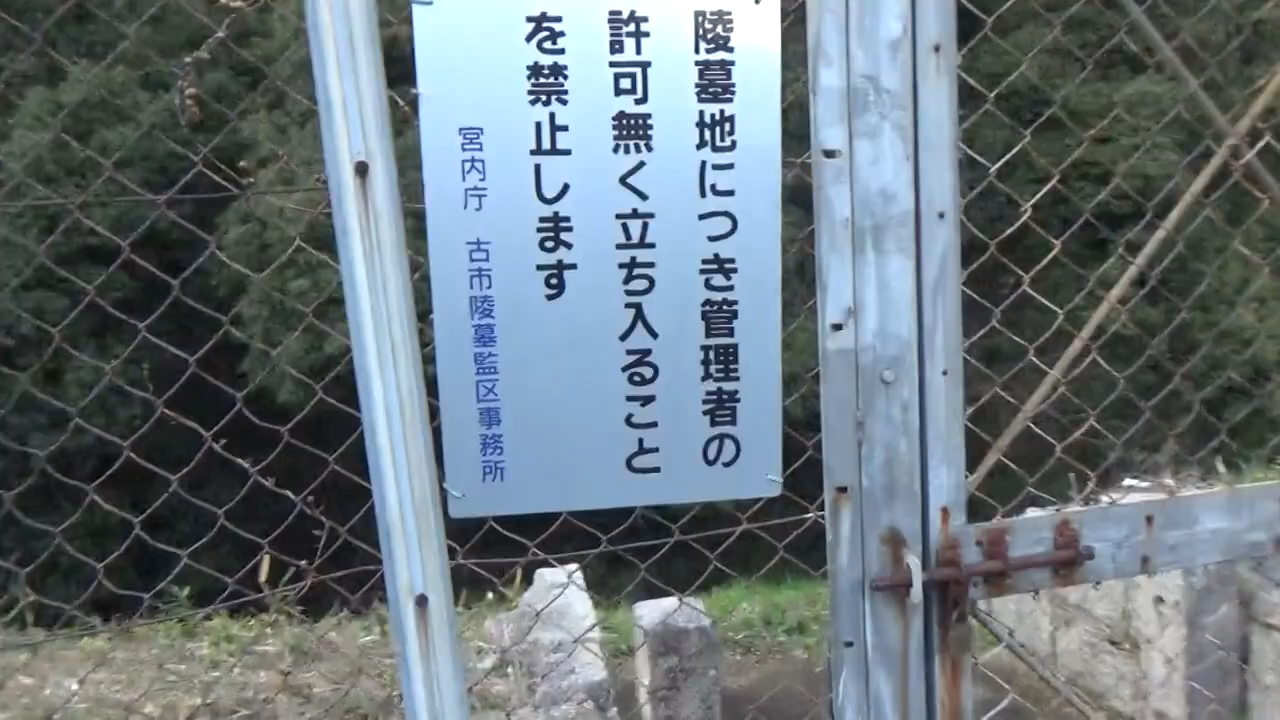 陵墓地につき管理者の
許可無く立ち入ること
を禁止します
宮内庁 古市陵墓監区事務所